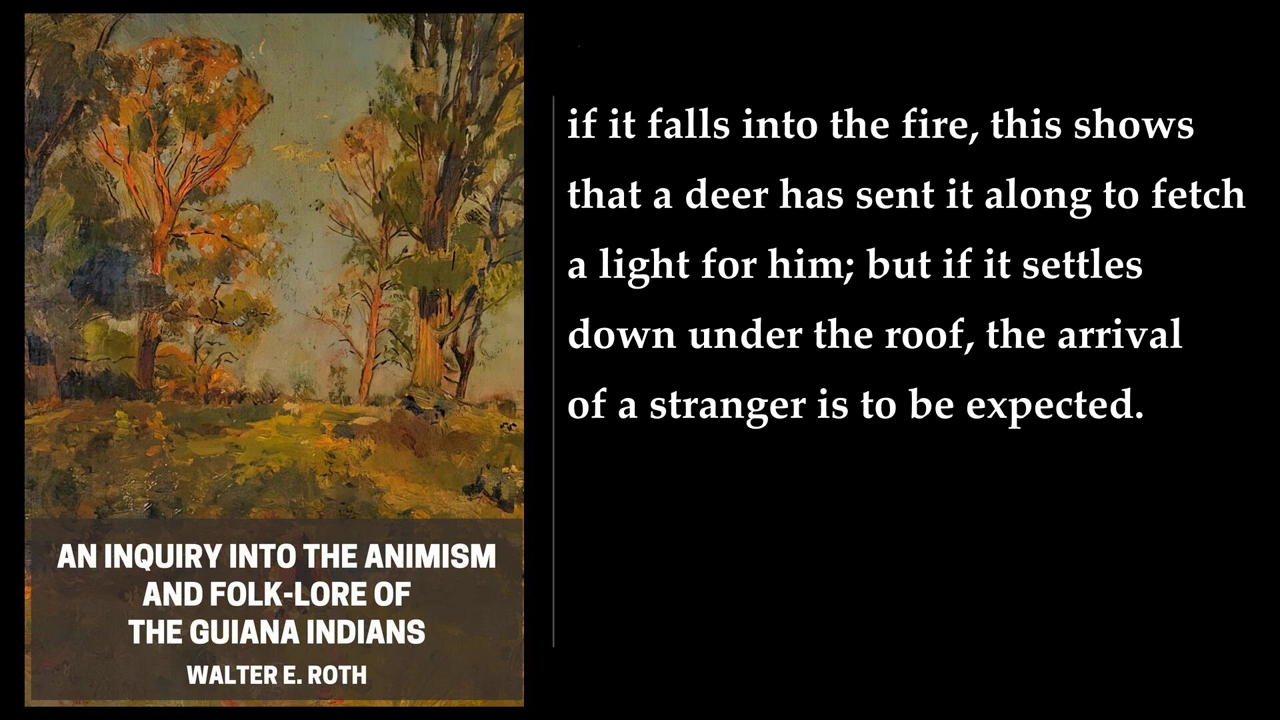 if it falls into the fire, this shows
that a deer has sent it along to fetch
a light for him; but if it settles
down under the roof, the arrival
of a stranger is to be expected.
AN INQUIRY INTO THE ANIMISM
AND FOLK-LORE OF
THE GUIANA INDIANS
WALTER E. ROTH